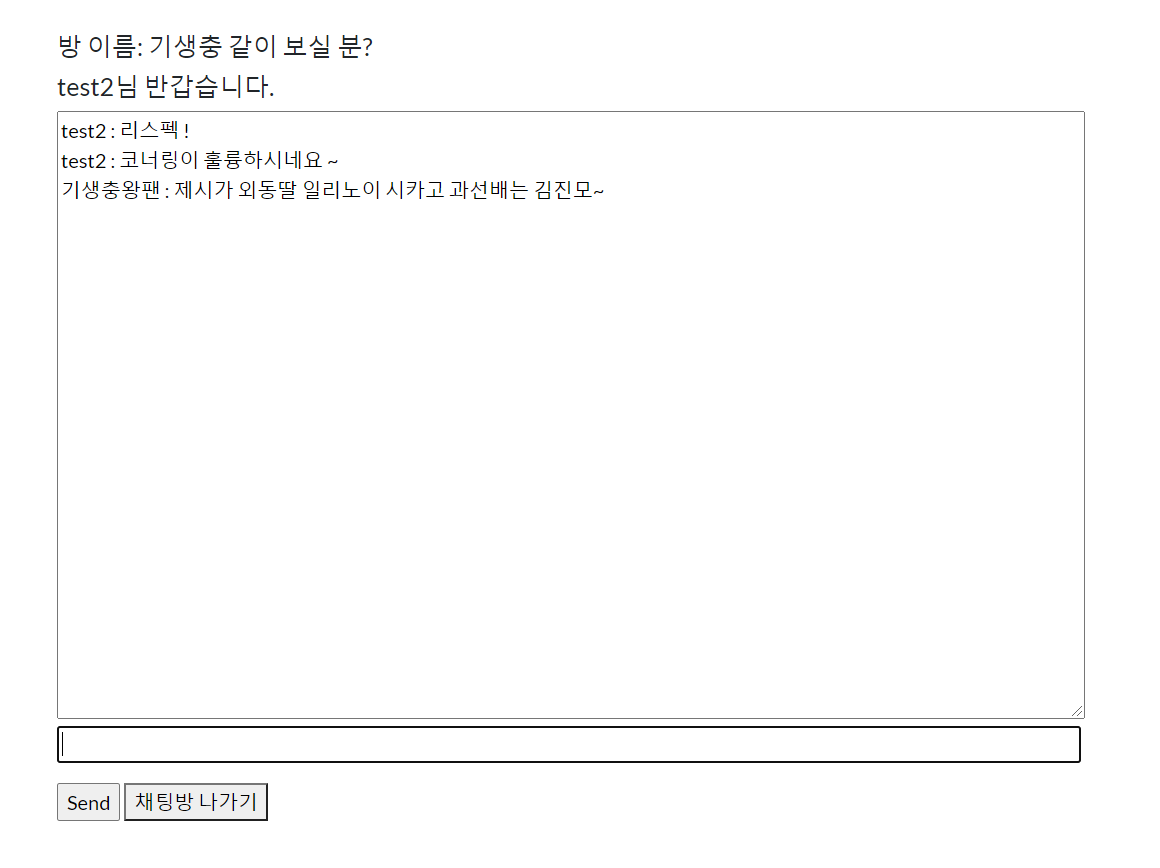 방 이름: 기생충 같이 보실 분?
test2님 반갑습니다.
test2 : 리스펙 !
test2 : 코너링이 훌륭하시네요 ~
기생충왕팬 : 제시가 외동딸 일리노이 시카고 과선배는 김진모~
Send 채팅방 나가기